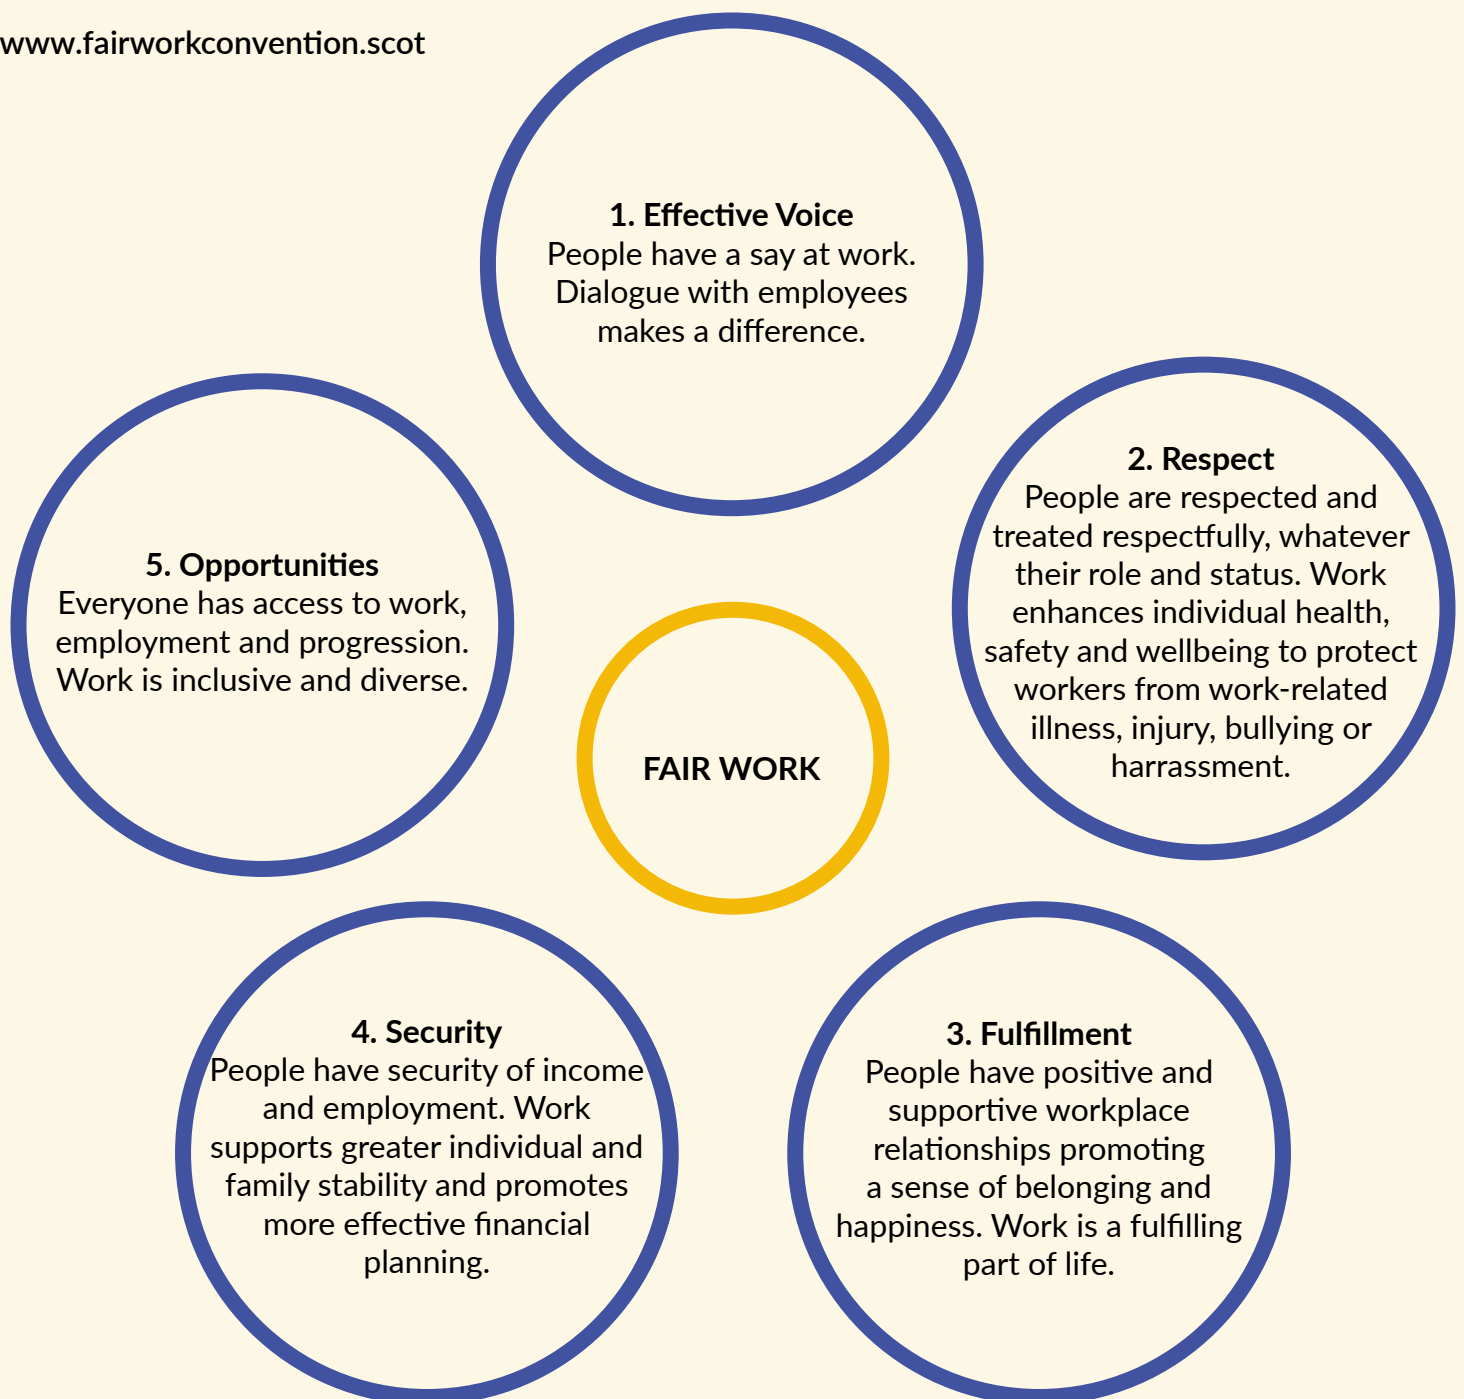 www.fairworkconvention.scot
1. Effective Voice
People have a say at work.
Dialogue with employees
makes a difference.
2. Respect
People are respected and
treated respectfully, whatever
their role and status. Work
enhances individual health,
safety and wellbeing to protect
workers from work-related
illness, injury, bullying or
harrassment.
5. Opportunities
Everyone has access to work,
employment and progression.
Work is inclusive and diverse.
FAIR WORK
4. Security
People have security of income
and employment. Work
supports greater individual and
family stability and promotes
more effective financial
planning.
3. Fulfillment
People have positive and
supportive workplace
relationships promoting
a sense of belonging and
happiness. Work is a fulfilling
part of life.